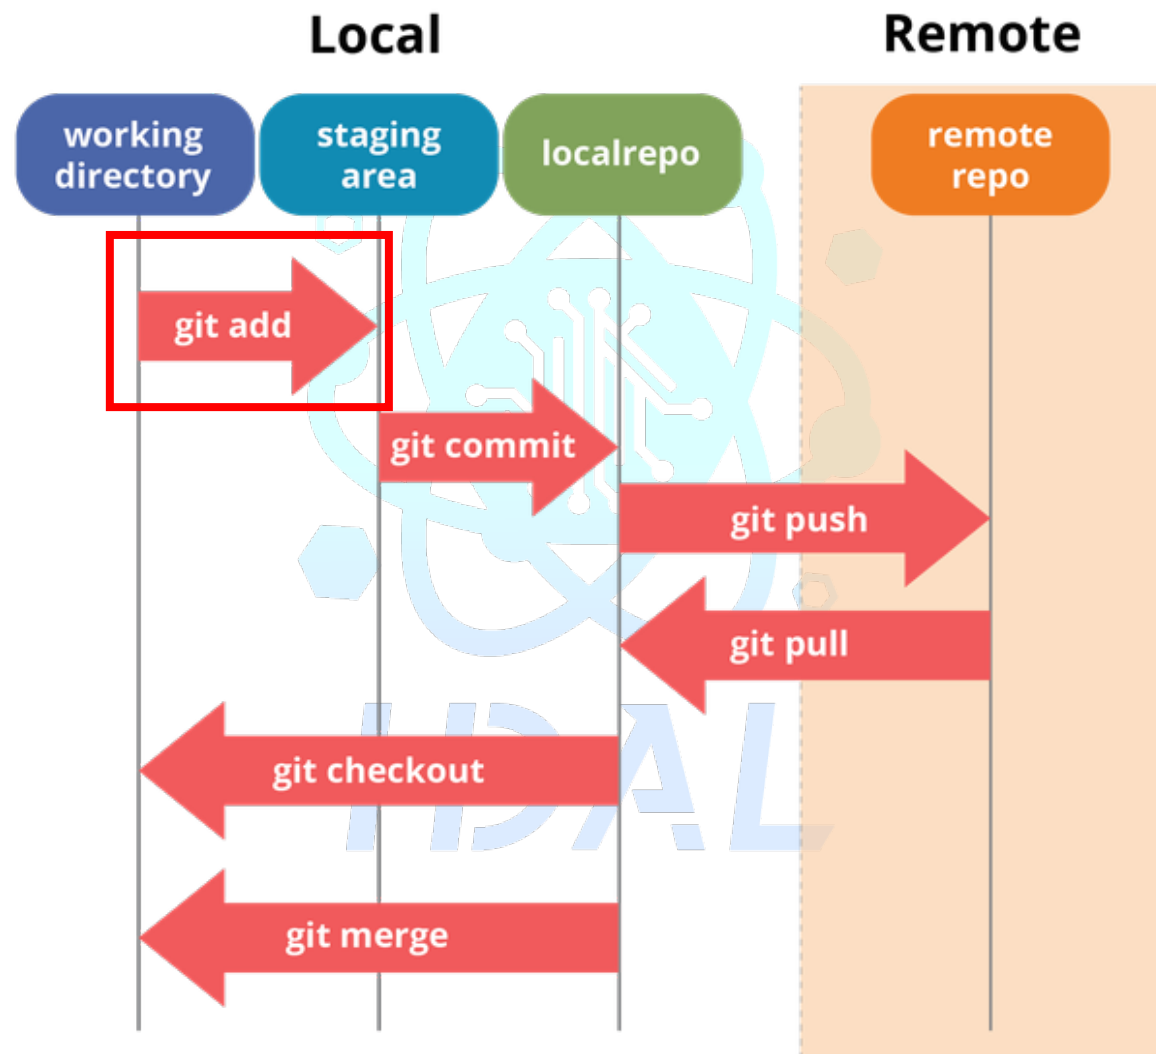 Local
Remote
working
directory
staging
area
localrepo
remote
repo
git add
git commit
git push
git pull
git checkout
git merge
IDAL